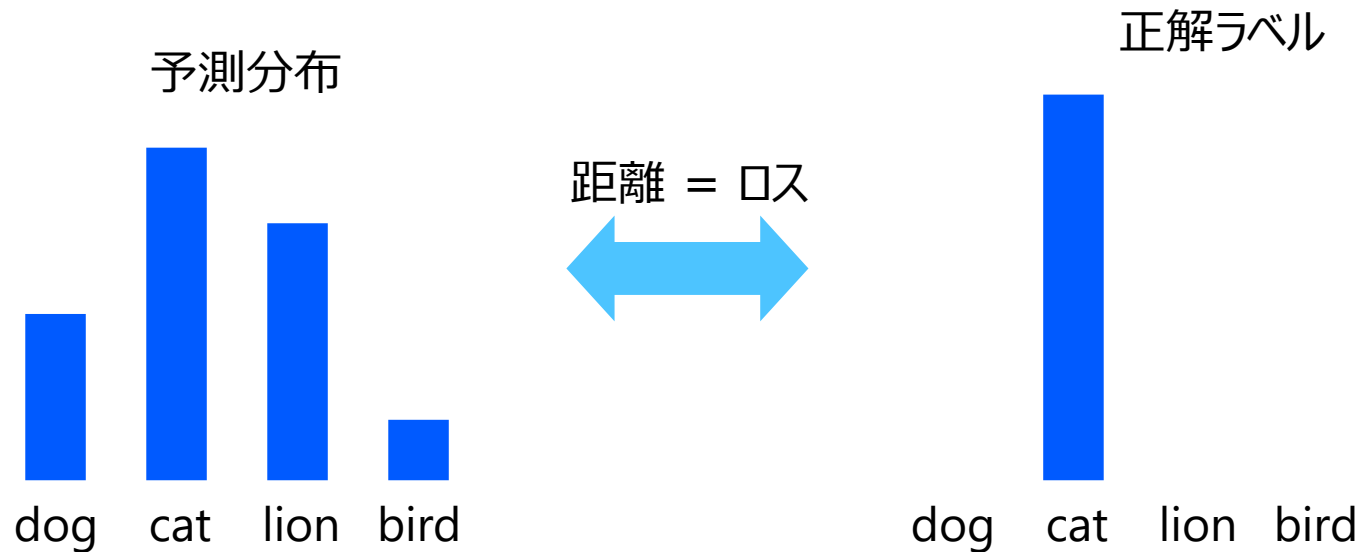 予測分布
正解ラベル
距離 = ロス
dog cat lion bird
dog cat lion bird